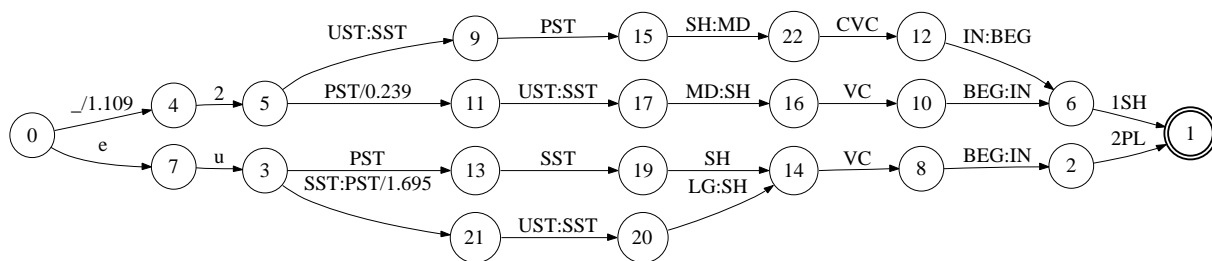 UST:SST 9 PST 15 SH:MD 22 CVC 12 IN:BEG
0 _/1.109 4 2 5 PST/0.239 11 UST:SST 17 MD:SH 16 VC 10 BEG:IN 6 1SH 1
e 7 u 3 PST 13 SST 19 SH 14 VC 8 BEG:IN 2 2PL
SST:PST/1.695 21 UST:SST 20 LG:SH